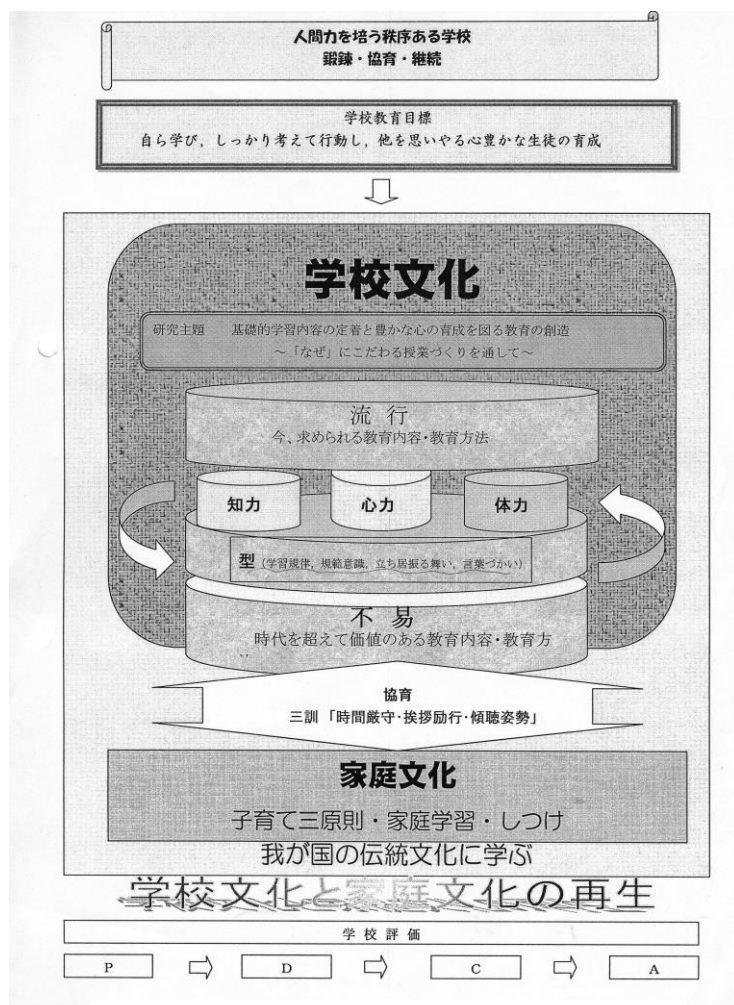 人間力を培う秩序ある学校
鍛錬・協育・継続
学校教育目標
自ら学び，しっかり考えて行動し，他を思いやる心豊かな生徒の育成
学校文化
研究主題 基礎的学習内容の定着と豊かな心の育成を図る教育の創造
～「なぜ」にこだわる授業づくりを通して～
流行
今、求められる教育内容・教育方法
知力 心力 体力
型（学習規律，規範意識，立ち居振る舞い，言葉づかい）
不易
時代を超えて価値のある教育内容・教育方
協育
三訓「時間厳守・挨拶励行・傾聴姿勢」
家庭文化
子育て三原則・家庭学習・しつけ
我が国の伝統文化に学ぶ
学校文化と家庭文化の再生
学校評価
P D C A